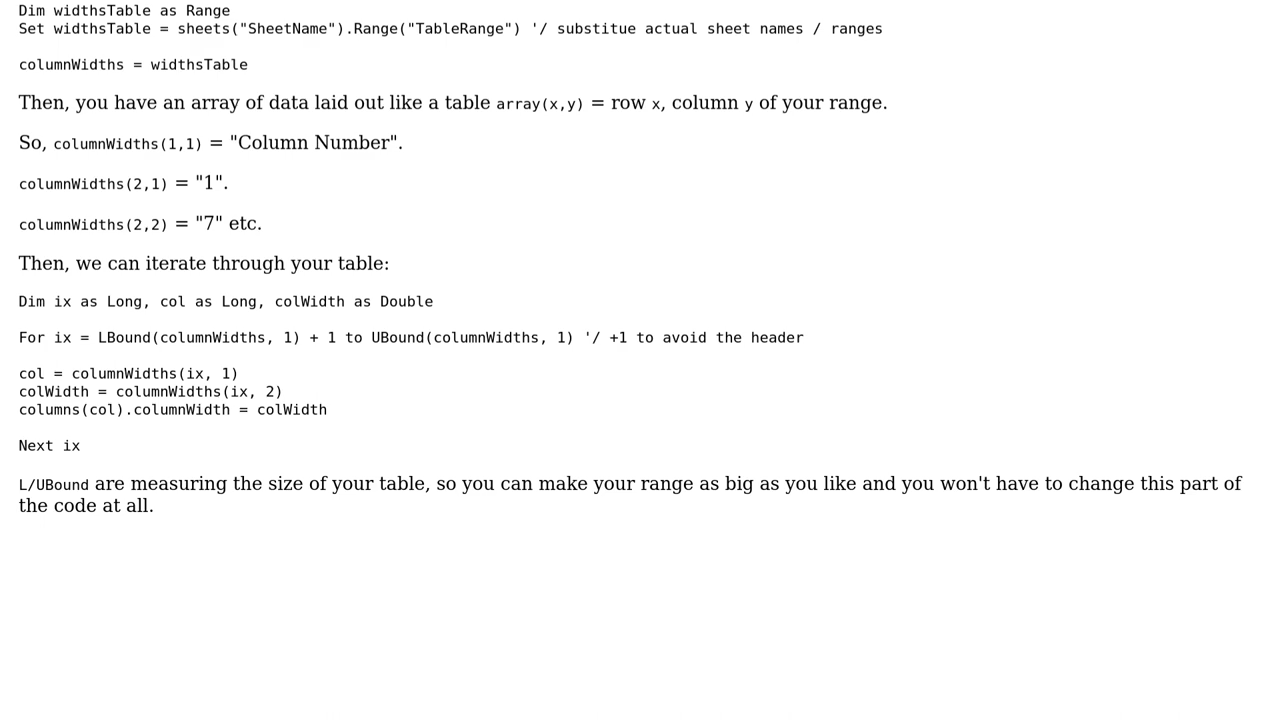 Dim widthsTable as Range
Set widthsTable = sheets("SheetName").Range("TableRange") '/ substitue actual sheet names / ranges
columnWidths = widthsTable
Then, you have an array of data laid out like a table array(x,y) = row x, column y of your range.
So, columnWidths(1,1) = "Column Number".
columnWidths(2,1) = "1".
columnWidths(2,2) = "7" etc.
Then, we can iterate through your table:
Dim ix as Long, col as Long, colWidth as Double
For ix = LBound(columnWidths, 1) + 1 to UBound(columnWidths, 1) '/ +1 to avoid the header
col = columnWidths(ix, 1)
colWidth = columnWidths(ix, 2)
columns(col).columnWidth = colWidth
Next ix
L/UBound are measuring the size of your table, so you can make your range as big as you like and you won't have to change this part of
the code at all.